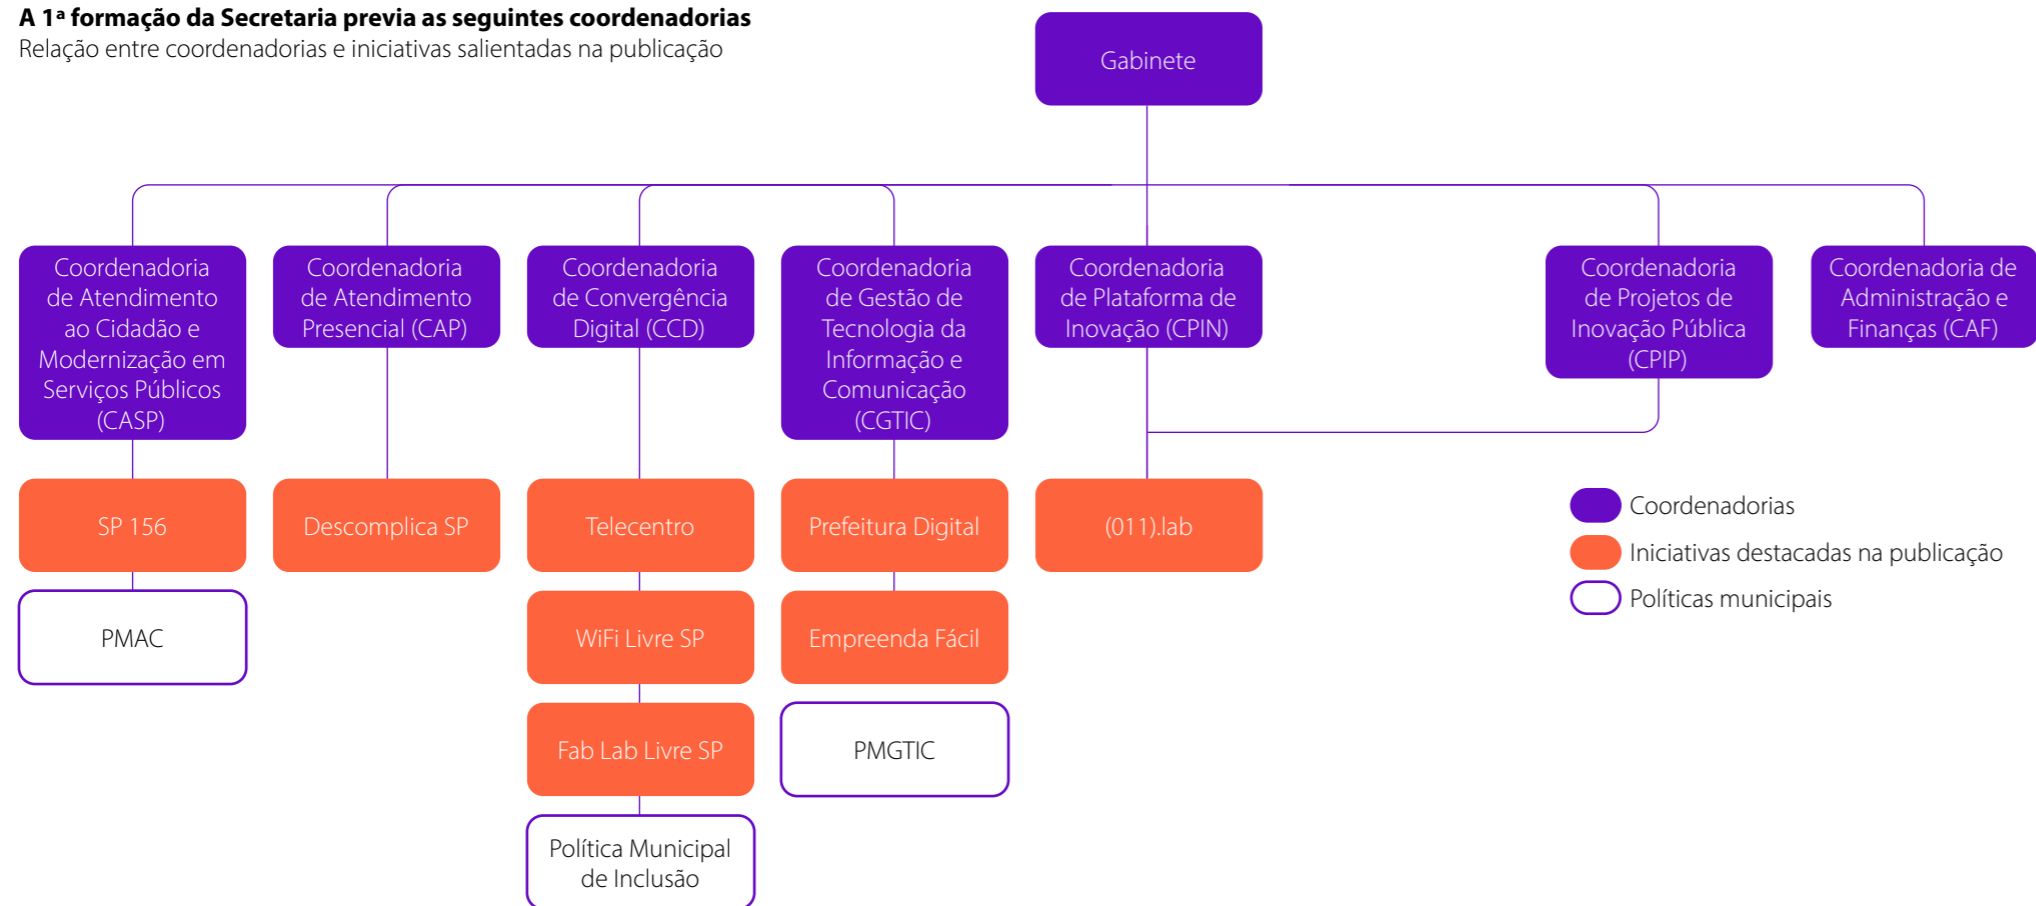 A 1ª formação da Secretaria previa as seguintes coordenadorias
Relação entre coordenadorias e iniciativas salientadas na publicação
Gabinete
Coordenadoria
de Atendimento
ao Cidadão e
Modernização em
Serviços Públicos
(CASP)
Coordenadoria
de Atendimento
Presencial (CAP)
Coordenadoria
de Convergência
Digital (CCD)
Coordenadoria
de Gestão de
Tecnologia da
Informação e
Comunicação
(CGTIC)
Coordenadoria
de Plataforma de
Inovação (CPIN)
Coordenadoria
de Projetos de
Inovação Pública
(CPIP)
Coordenadoria de
Administração e
Finanças (CAF)
SP 156
Descomplica SP
Telecentro
Prefeitura Digital
(011).lab
PMAC
WiFi Livre SP
Empreenda Fácil
Fab Lab Livre SP
PMGTIC
Política Municipal
de Inclusão
Coordenadorias
Iniciativas destacadas na publicação
Políticas municipais